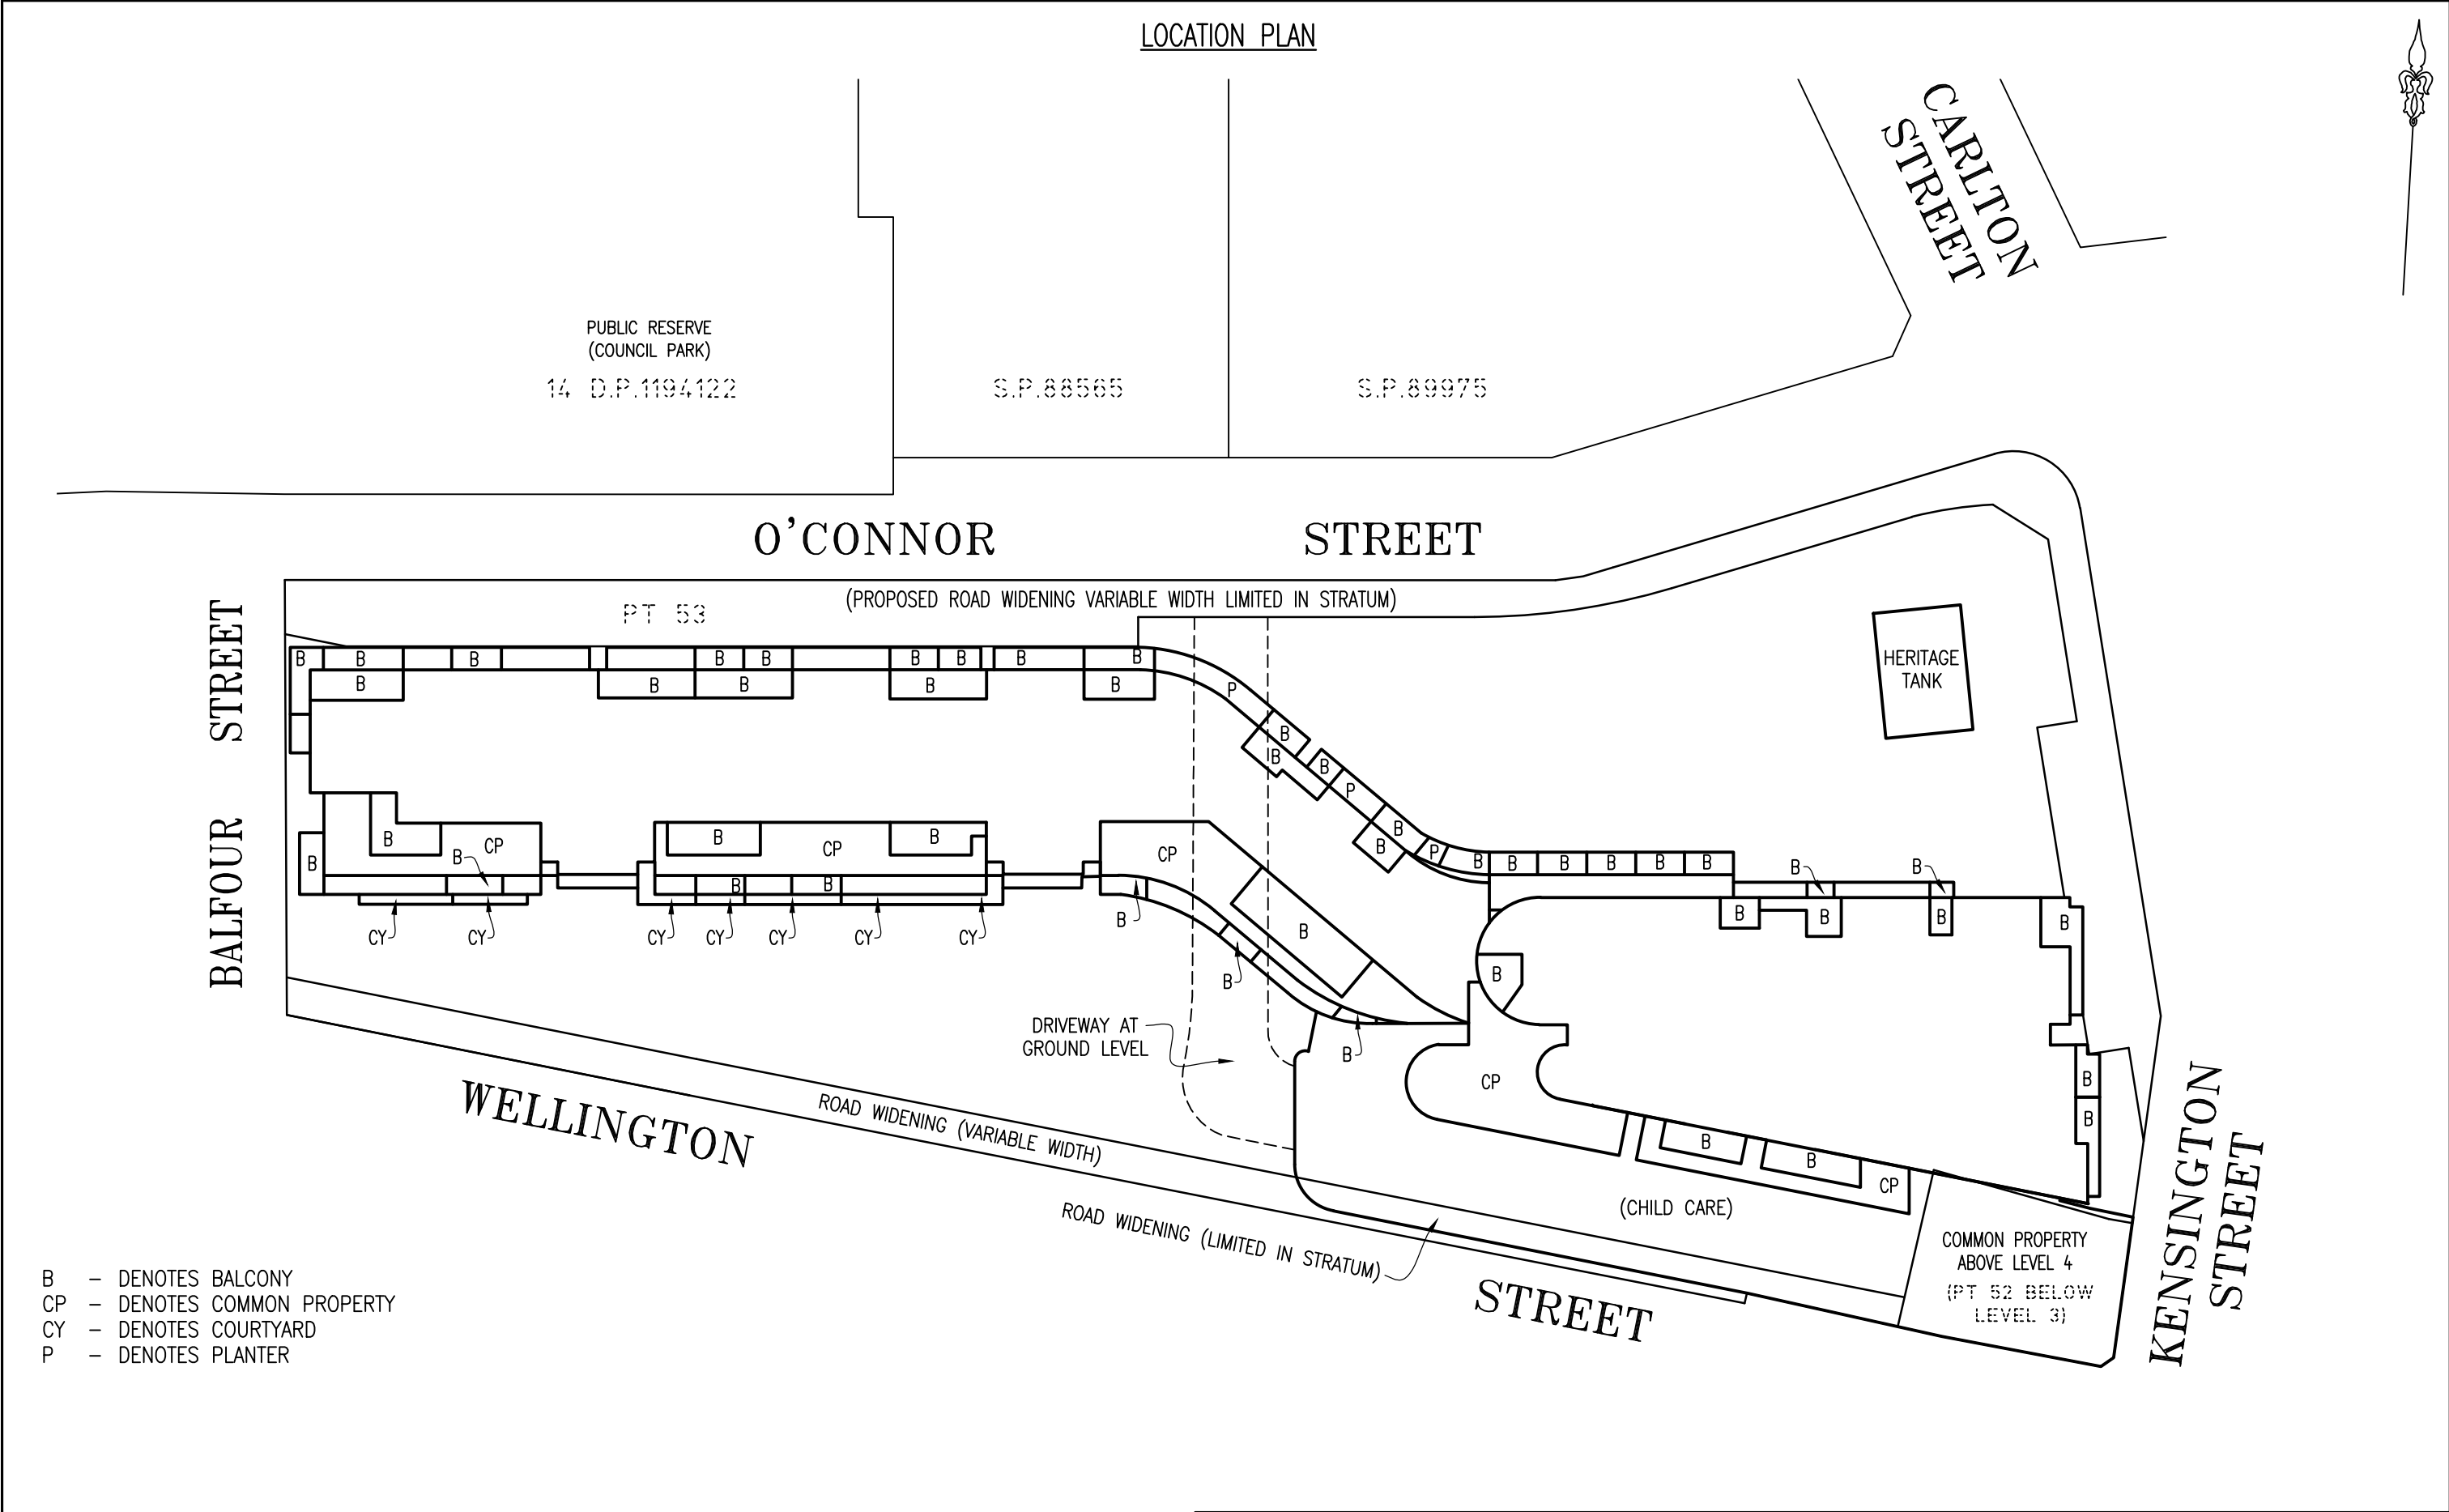 LOCATION PLAN
CARLTON
STREET
PUBLIC RESERVE
(COUNCIL PARK)
14 D.P.1194122
S.P.88565
S.P.89975
O'CONNOR STREET
(PROPOSED ROAD WIDENING VARIABLE WIDTH LIMITED IN STRATUM)
PT 53
BALFOUR STREET
HERITAGE
TANK
B B B B B B B B B
B B B B B
P
B
B
B
P
B
B
P
B B B B B B
B B
B B B
B
B
B CP
B
B
B CP B
B B
CP
B
B
B
B
B
CY CY CY CY CY CY CY
DRIVEWAY AT
GROUND LEVEL
CP
B
B
B
B
CP
(CHILD CARE)
WELLINGTON STREET
ROAD WIDENING (VARIABLE WIDTH)
ROAD WIDENING (LIMITED IN STRATUM)
COMMON PROPERTY
ABOVE LEVEL 4
(PT 52 BELOW
LEVEL 3)
KENSINGTON
STREET
B - DENOTES BALCONY
CP - DENOTES COMMON PROPERTY
CY - DENOTES COURTYARD
P - DENOTES PLANTER